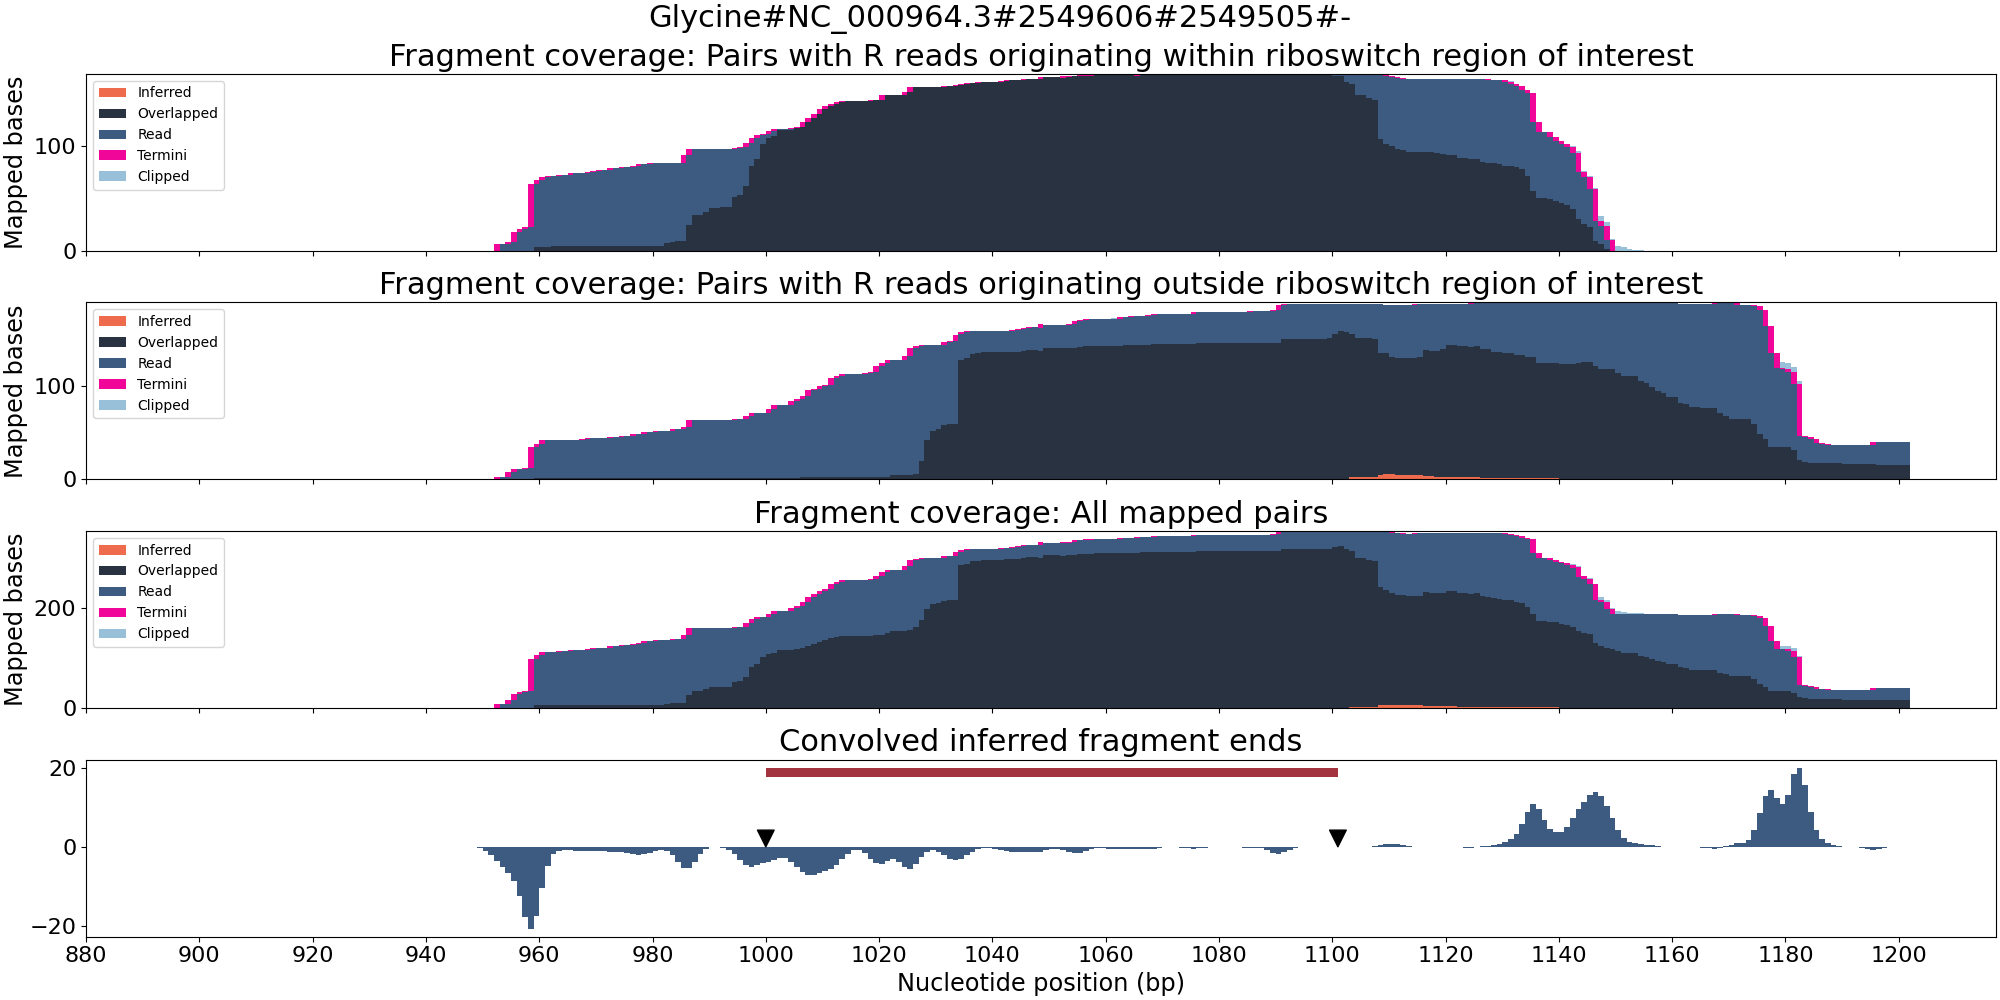 Glycine#NC_000964.3#2549606#2549505#-
Fragment coverage: Pairs with R reads originating within riboswitch region of interest
Mapped bases
100
0
Inferred
Overlapped
Read
Termini
Clipped
Fragment coverage: Pairs with R reads originating outside riboswitch region of interest
Mapped bases
100
0
Inferred
Overlapped
Read
Termini
Clipped
Fragment coverage: All mapped pairs
Mapped bases
200
0
Inferred
Overlapped
Read
Termini
Clipped
Convolved inferred fragment ends
20
0
−20
880 900 920 940 960 980 1000 1020 1040 1060 1080 1100 1120 1140 1160 1180 1200
Nucleotide position (bp)